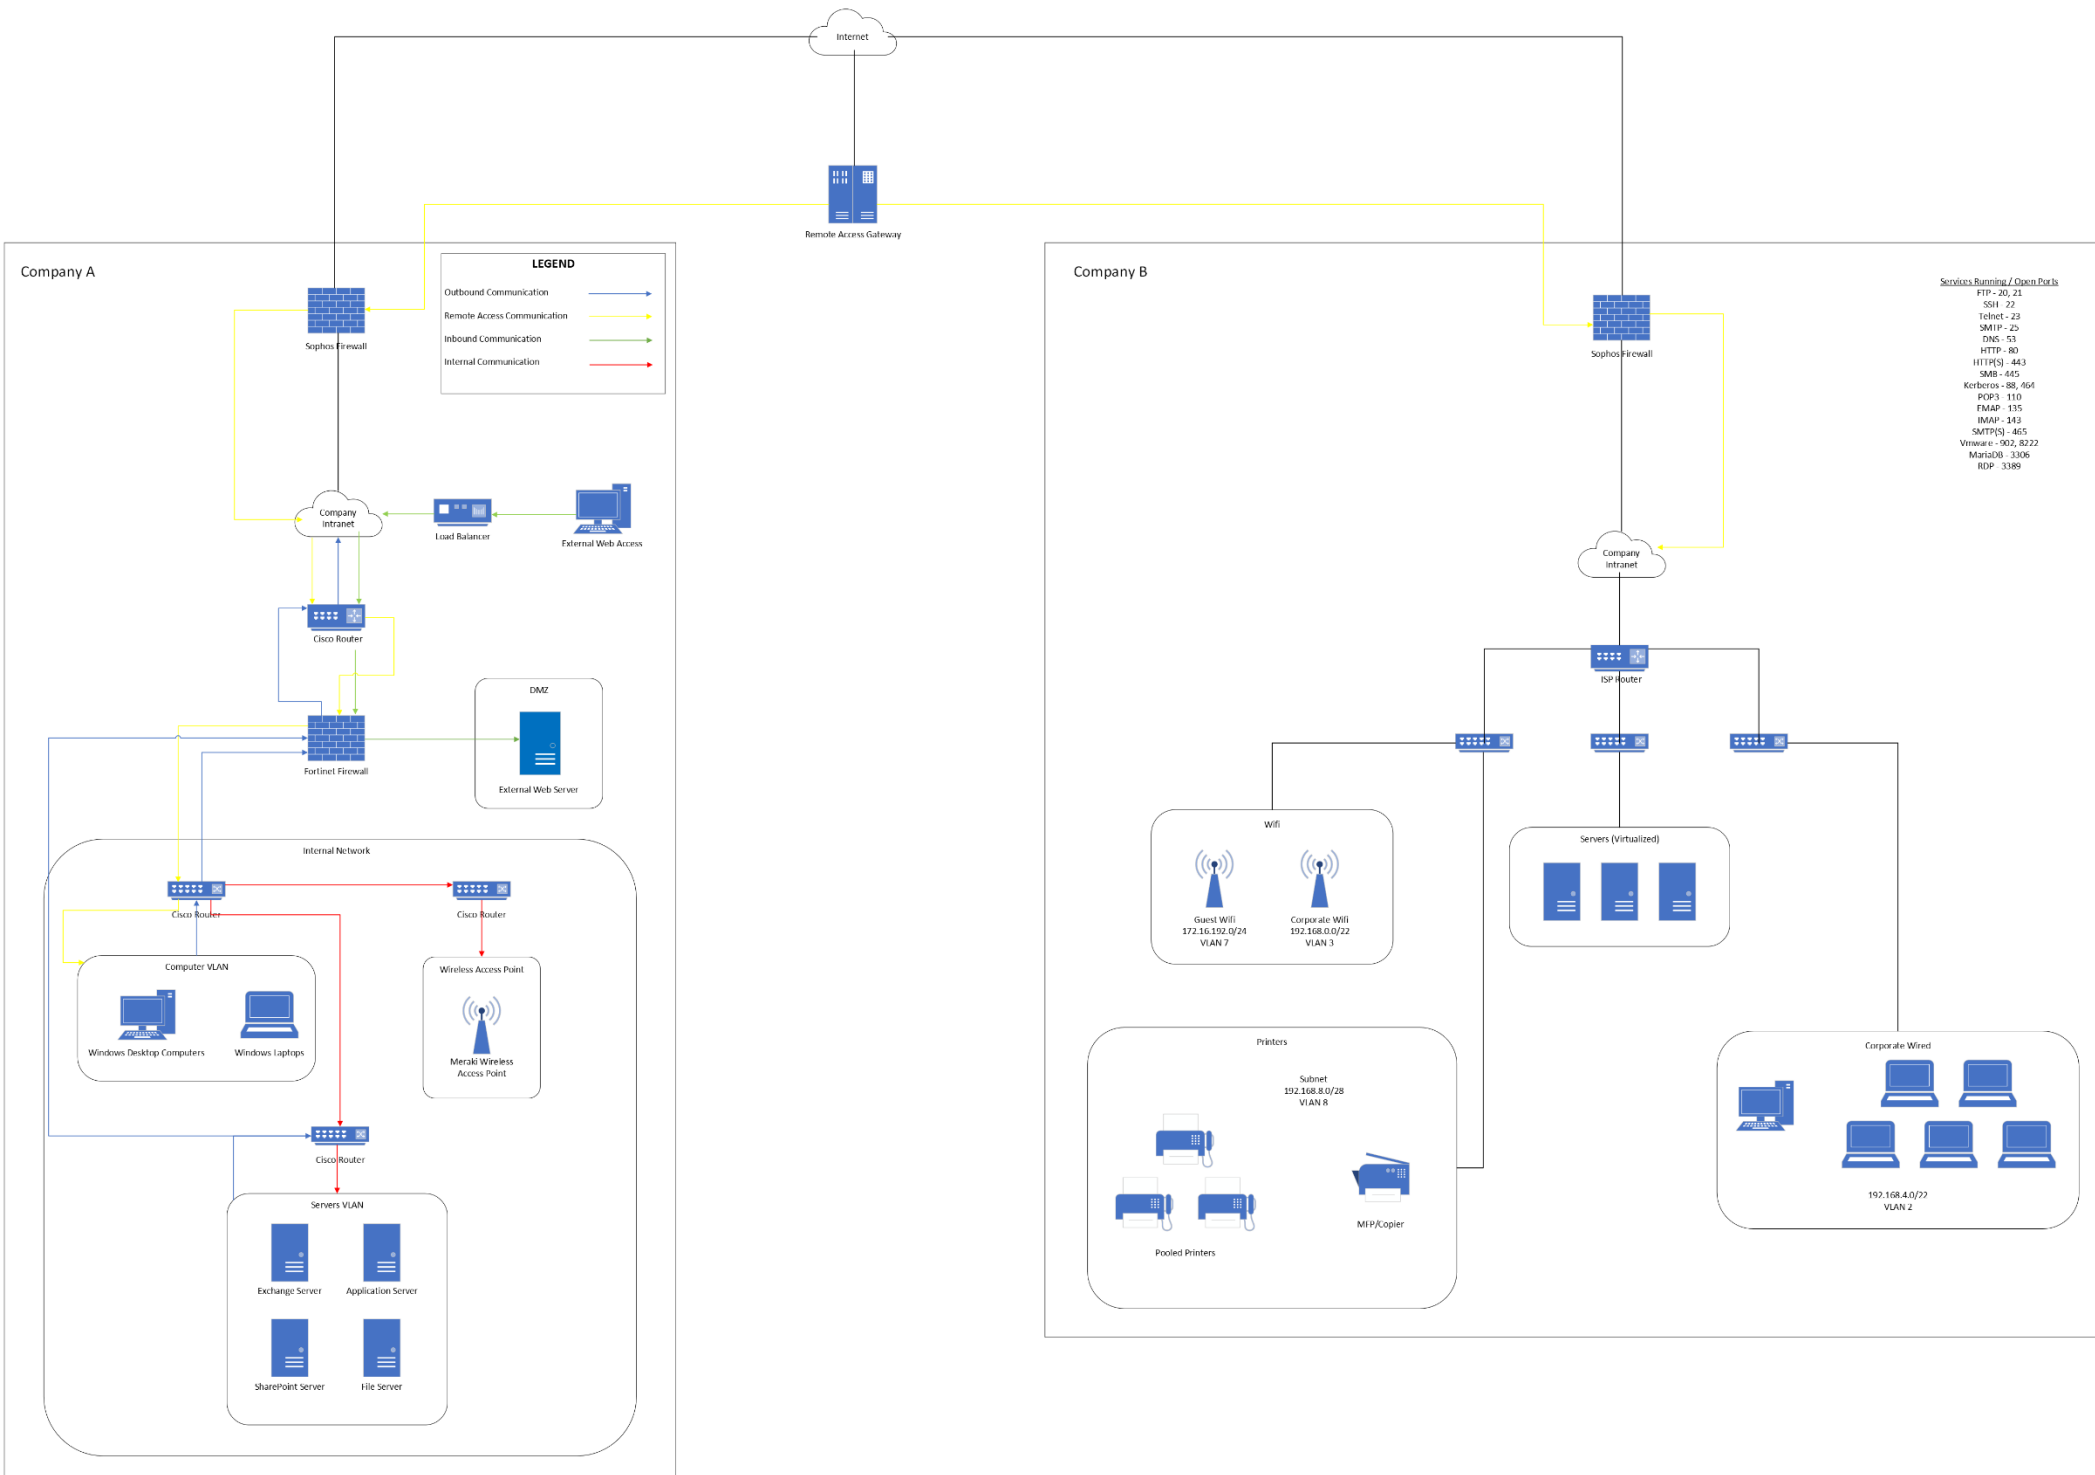 Internet
Remote Access Gateway
Company A
LEGEND
Outbound Communication
Remote Access Communication
Inbound Communication
Internal Communication
Sophos Firewall
Company
Intranet
Load Balancer
External Web Access
Cisco Router
DMZ
External Web Server
Fortinet Firewall
Internal Network
Cisco Router
Cisco Router
Computer VLAN
Windows Desktop Computers
Windows Laptops
Wireless Access Point
Meraki Wireless
Access Point
Cisco Router
Servers VLAN
Exchange Server
Application Server
SharePoint Server
File Server
Company B
Services Running / Open Ports
FTP - 20, 21
SSH - 22
Telnet - 23
SMTP - 25
DNS - 53
HTTP - 80
HTTP(S) - 443
SMB - 445
Kerberos - 88, 464
POP3 - 110
EMAP - 135
IMAP - 143
SMTP(S) - 465
Vmware - 902, 8222
MariaDB - 3306
RDP - 3389
Sophos Firewall
Company
Intranet
ISP Router
Wifi
Guest Wifi
172.16.192.0/24
VLAN 7
Corporate Wifi
192.168.0.0/22
VLAN 3
Servers (Virtualized)
Printers
Subnet
192.168.8.0/28
VLAN 8
MFP/Copier
Pooled Printers
Corporate Wired
192.168.4.0/22
VLAN 2